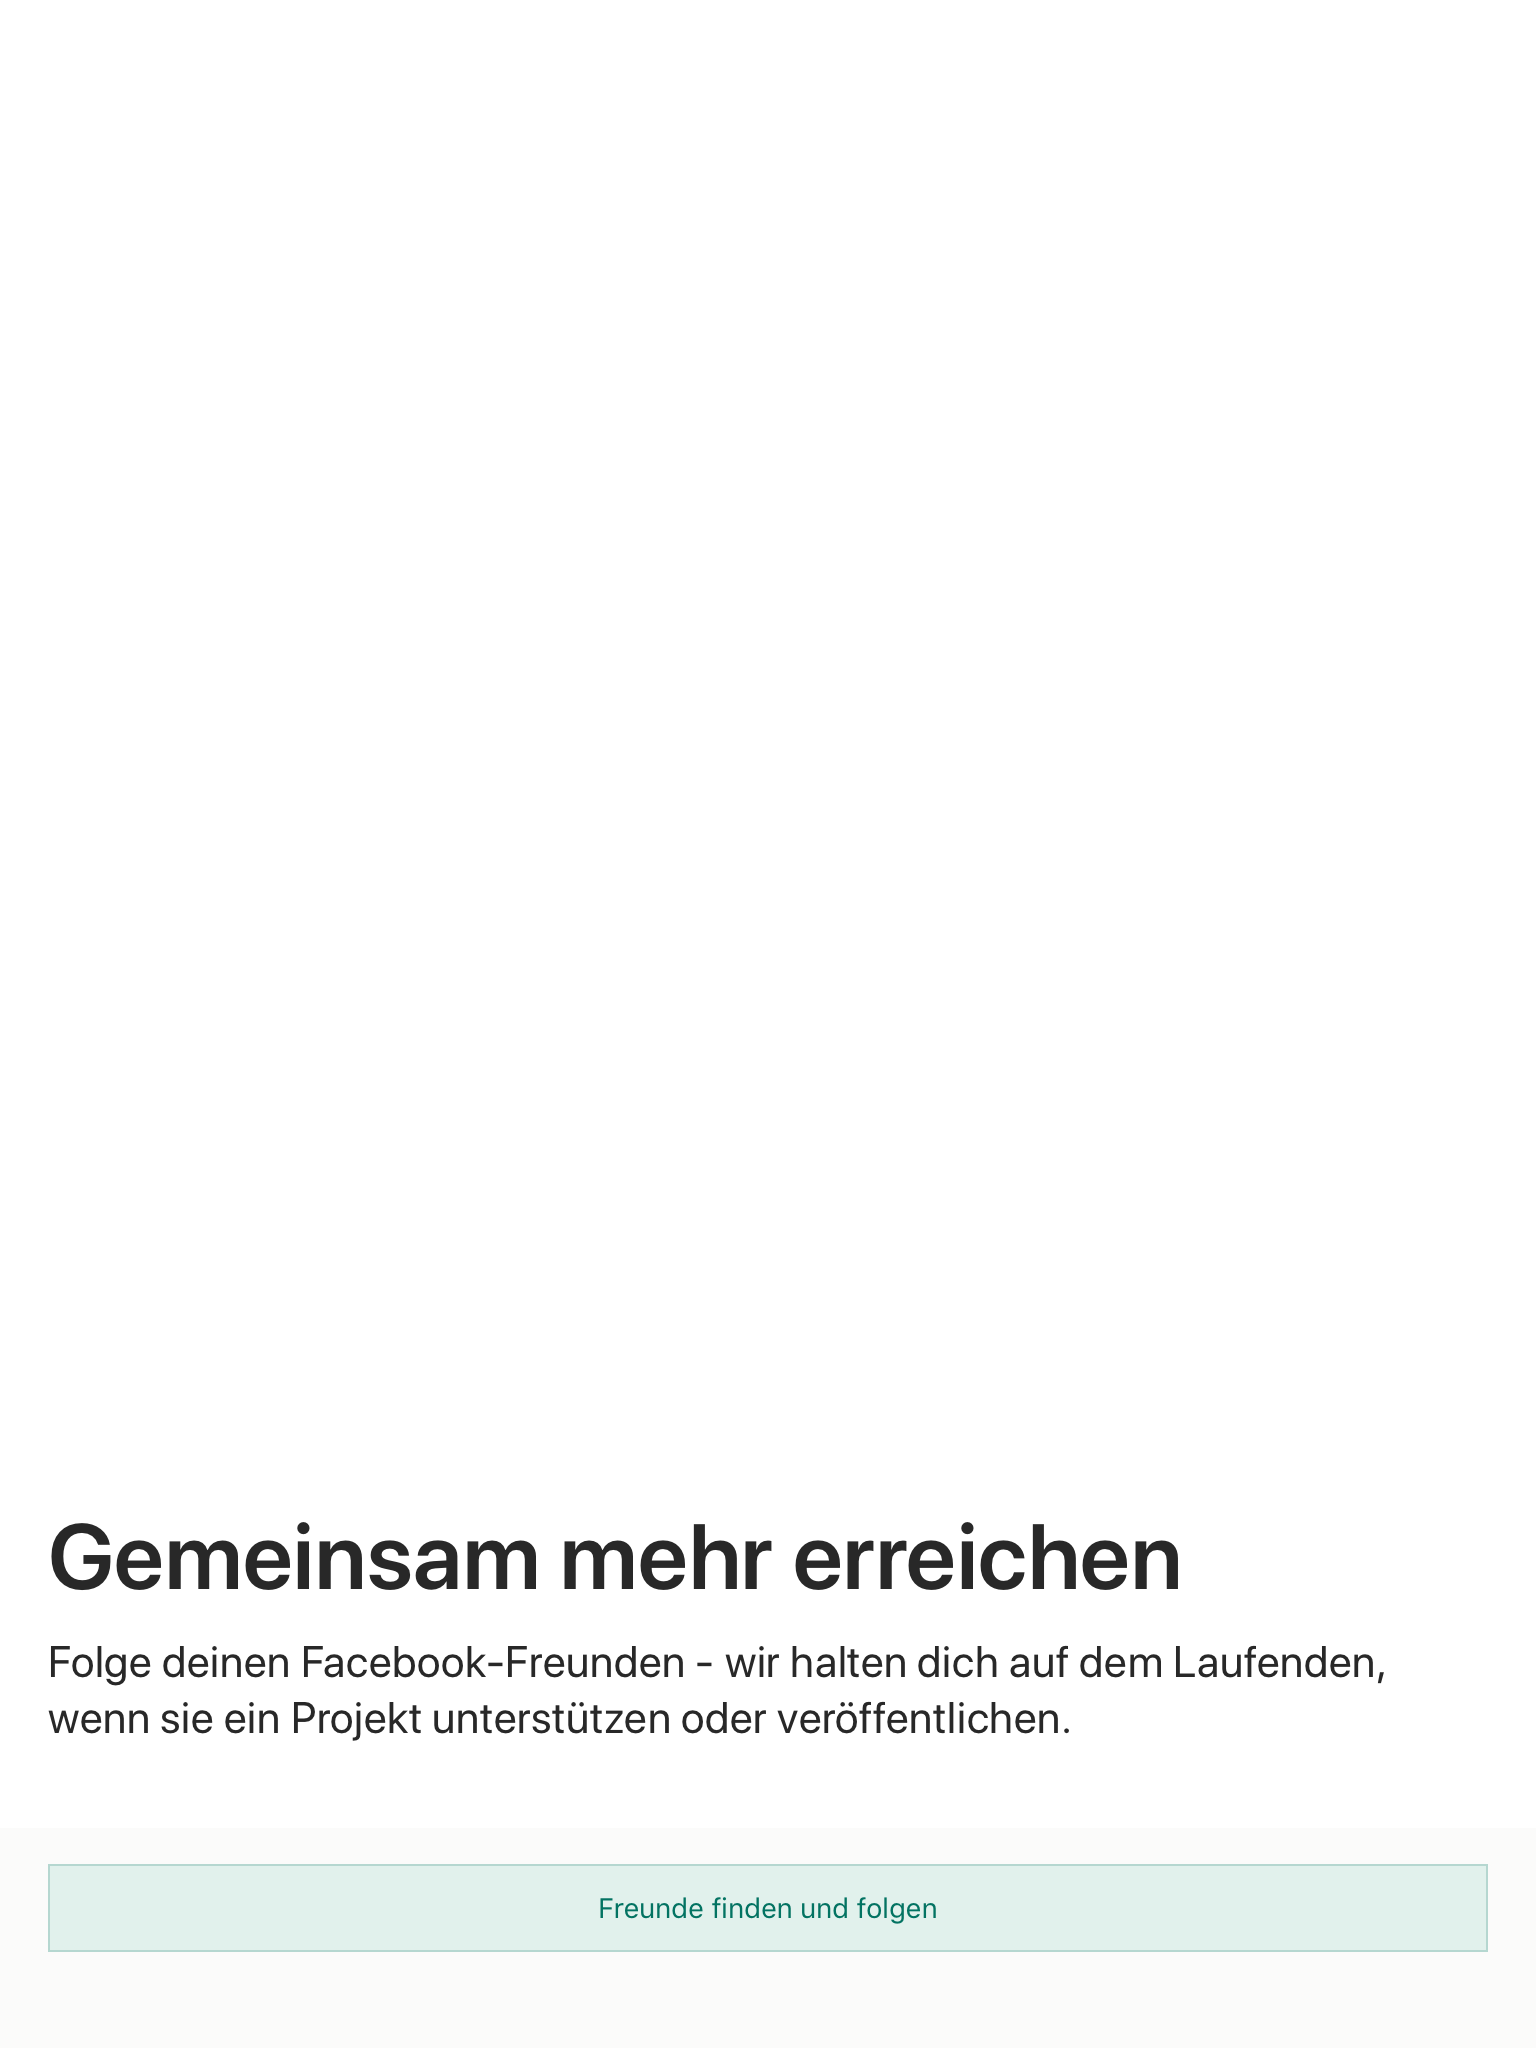 Gemeinsam mehr erreichen
Folge deinen Facebook-Freunden - wir halten dich auf dem Laufenden,
wenn sie ein Projekt unterstützen oder veröffentlichen.
Freunde finden und folgen